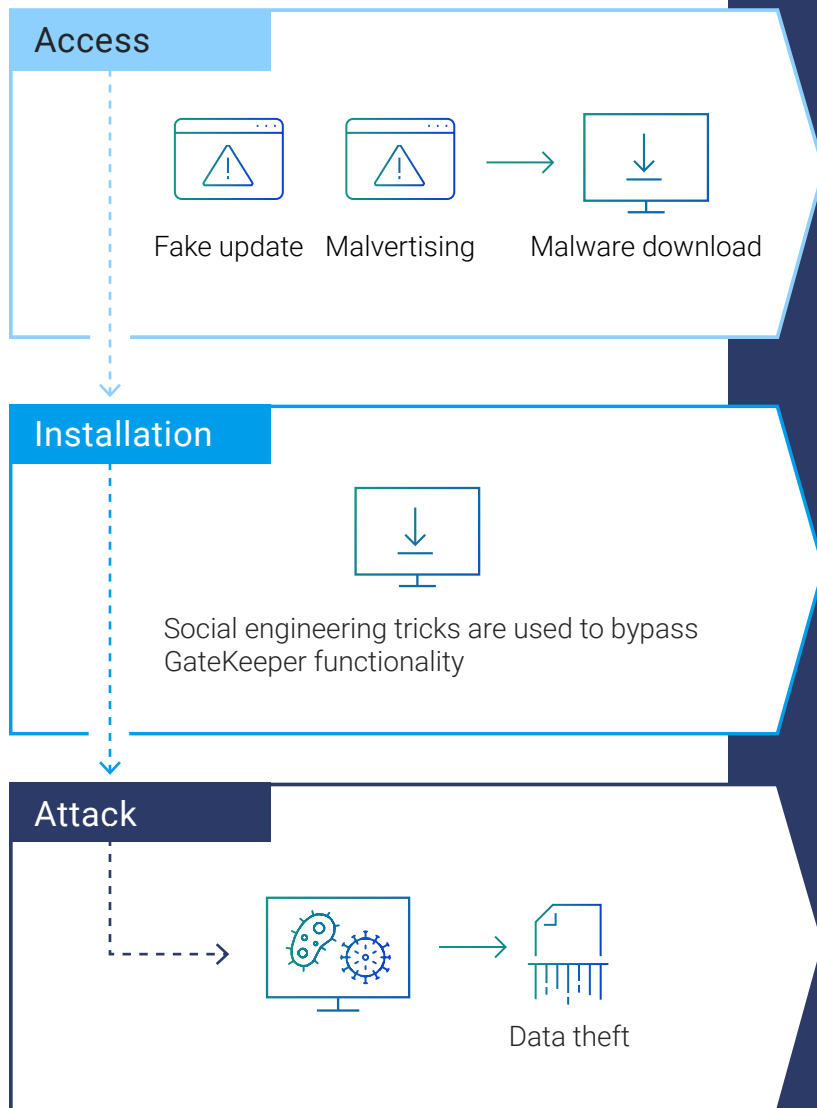 Access
Fake update
Malvertising
Malware download
Installation
Social engineering tricks are used to bypass
GateKeeper functionality
Attack
Data theft